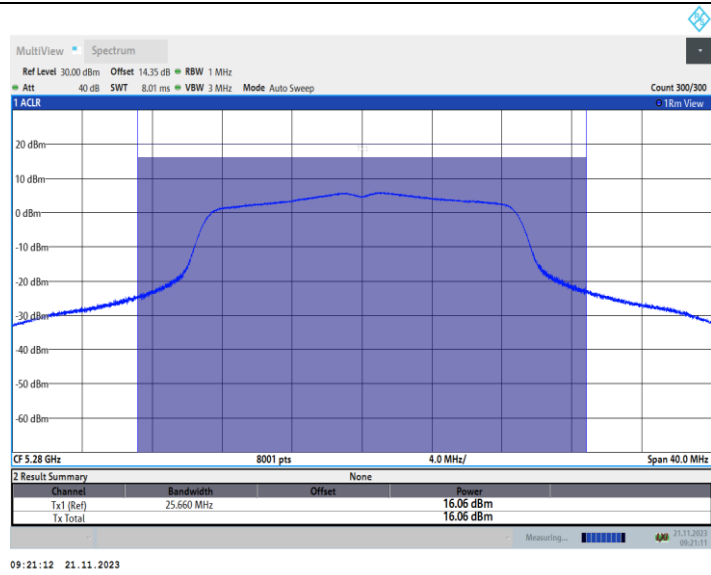 MultiView Spectrum
Ref Level 30.00 dBm Offset 14.35 dB RBW 1 MHz
Att 40 dB SWT 8.01 ms VBW 3 MHz Mode Auto Sweep Count 300/300
1 ACLR 1Rm View
20 dBm
10 dBm
0 dBm
-10 dBm
-20 dBm
-30 dBm
-40 dBm
-50 dBm
-60 dBm
CF 5.28 GHz 8001 pts 4.0 MHz/ Span 40.0 MHz
2 Result Summary None
Channel Bandwidth Offset Power
Tx1 (Ref) 25.660 MHz 16.06 dBm
Tx Total 16.06 dBm
Measuring... 21.11.2023
09:21:11
09:21:12 21.11.2023